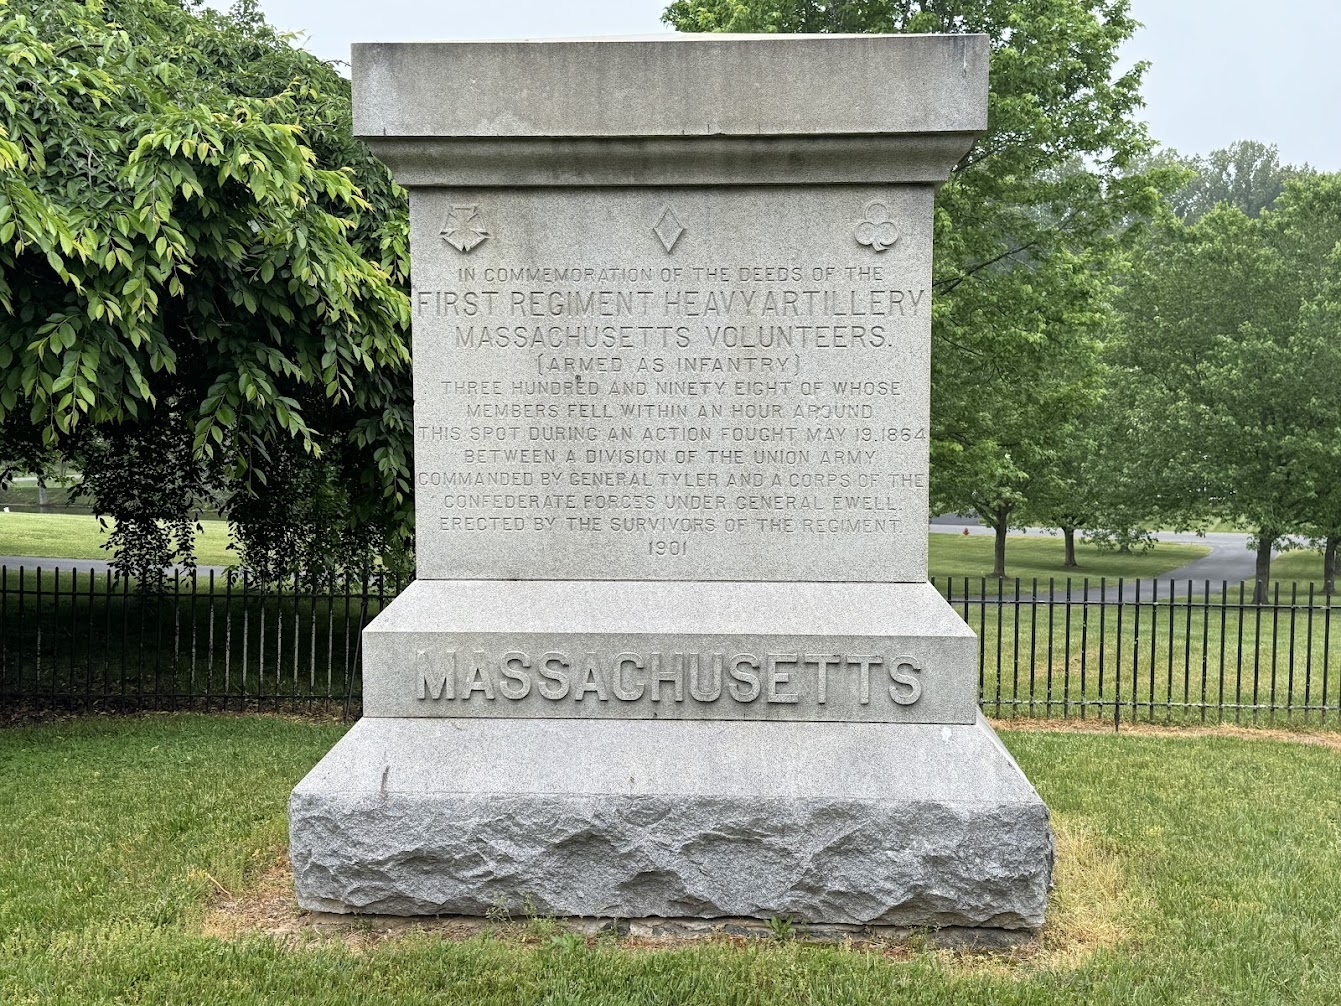 IN COMMEMORATION OF THE DEEDS OF THE
FIRST REGIMENT HEAVY ARTILLERY
MASSACHUSETTS VOLUNTEERS.
(ARMED AS INFANTRY)
THREE HUNDRED AND NINETY EIGHT OF WHOSE
MEMBERS FELL WITHIN AN HOUR AROUND
THIS SPOT DURING AN ACTION FOUGHT MAY 19.1864
BETWEEN A DIVISION OF THE UNION ARMY
COMMANDED BY GENERAL TYLER AND A CORPS OF THE
CONFEDERATE FORCES UNDER GENERAL EWELL
ERECTED BY THE SURVIVORS OF THE REGIMENT
1901
MASSACHUSETTS